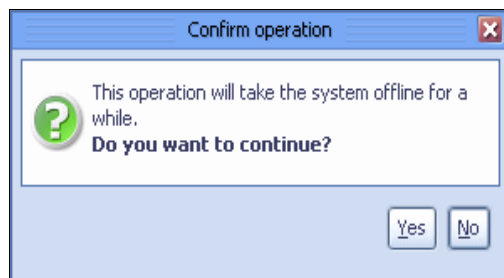 Confirm operation
This operation will take the system offline for a
while.
Do you want to continue?
Yes No